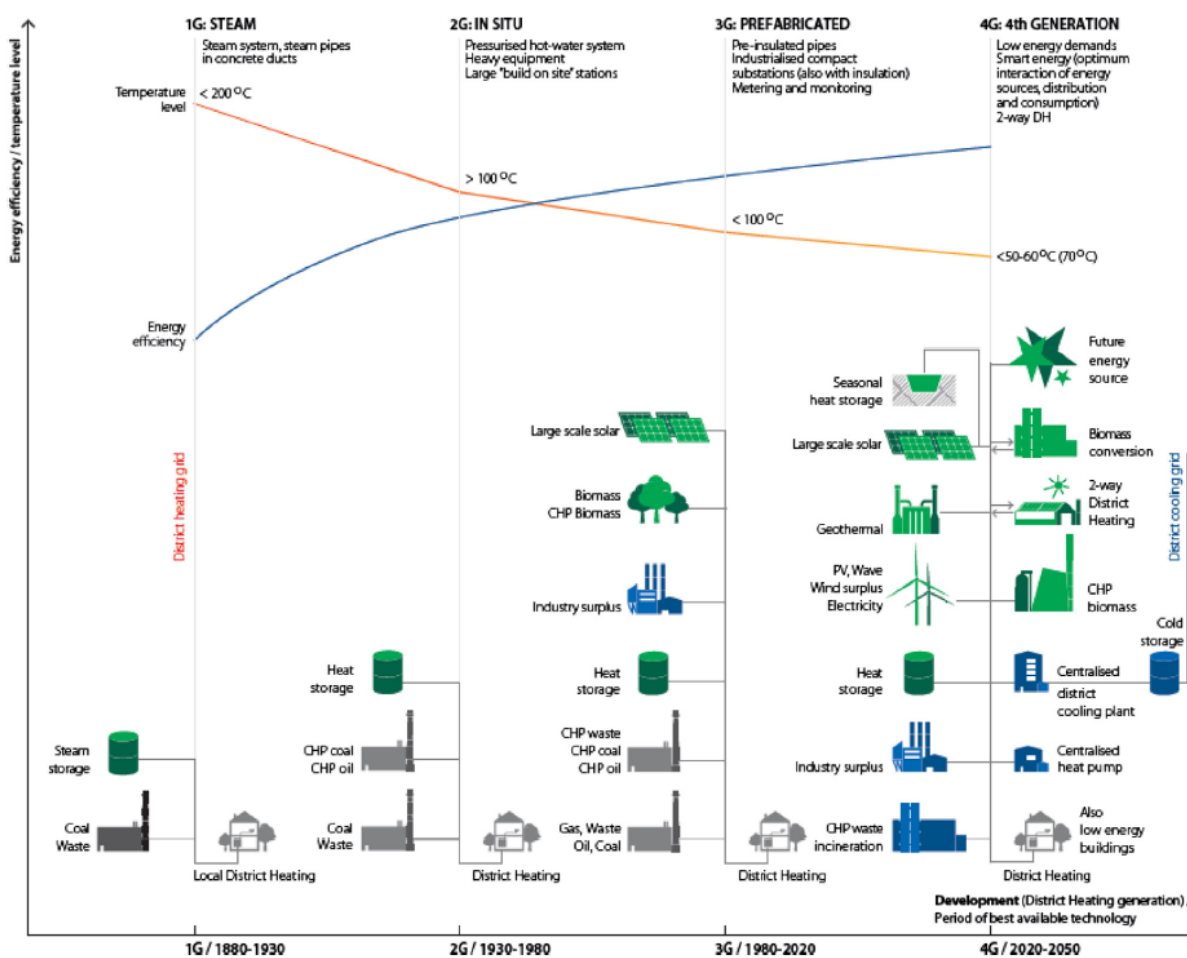 1G: STEAM
Steam system, steam pipes
in concrete ducts
2G: IN SITU
Pressurised hot-water system
Heavy equipment
Large "build on site" stations
3G: PREFABRICATED
Pre-insulated pipes
Industrialised compact
substations (also with insulation)
Metering and monitoring
4G: 4th GENERATION
Low energy demands
Smart energy (optimum
interaction of energy
sources, distribution
and consumption)
2-way DH
Energy efficiency / temperature level
Temperature
level
< 200 °C
> 100 °C
< 100 °C
<50-60 °C (70°C)
Energy
efficiency
District heating grid
Steam
storage
Coal
Waste
Local District Heating
Heat
storage
CHP coal
CHP oil
Coal
Waste
District Heating
Large scale solar
Biomass
CHP Biomass
Industry surplus
Heat
storage
CHP waste
CHP coal
CHP oil
Gas, Waste
Oil, Coal
District Heating
Seasonal
heat storage
Large scale solar
Geothermal
PV, Wave
Wind surplus
Electricity
Heat
storage
Industry surplus
CHP waste
incineration
Future
energy
source
Biomass
conversion
2-way
District
Heating
CHP
biomass
Centralised
district
cooling plant
Centralised
heat pump
Also
low energy
buildings
District Heating
Cold
storage
District cooling grid
Development (District Heating generation) /
Period of best available technology
1G / 1880-1930
2G / 1930-1980
3G / 1980-2020
4G / 2020-2050